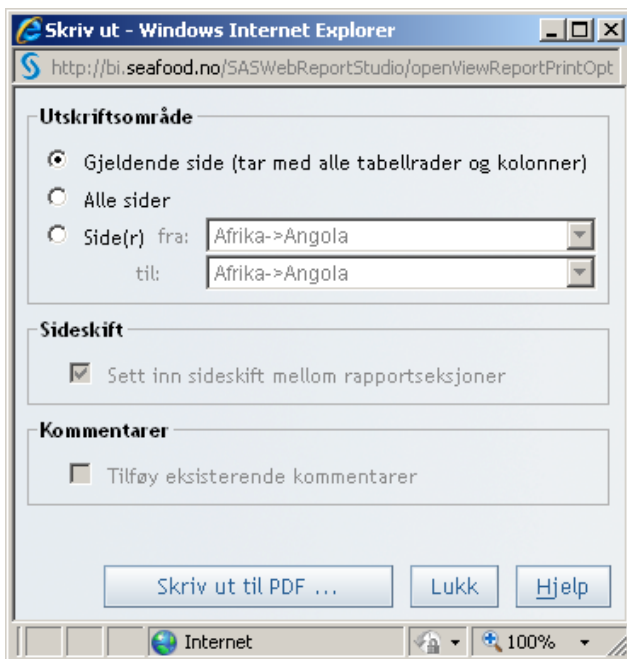 Skriv ut - Windows Internet Explorer
http://bi.seafood.no/SASWebReportStudio/openViewReportPrintOpt
Utskriftsområde
Gjeldende side (tar med alle tabellrader og kolonner)
Alle sider
Side(r) fra: Afrika->Angola
til: Afrika->Angola
Sideskift
Sett inn sideskift mellom rapportseksjoner
Kommentarer
Tilføy eksisterende kommentarer
Skriv ut til PDF ... Lukk Hjelp
Internet 100%